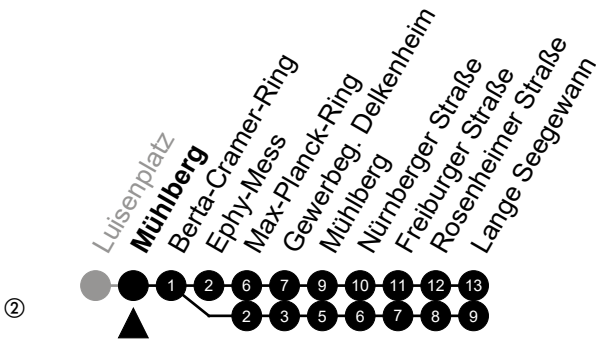 Luisenplatz
Mühlberg
Berta-Cramer-Ring
Ephy-Mess
Max-Planck-Ring
Gewerbeg. Delkenheim
Mühlberg
Nürnberger Straße
Freiburger Straße
Rosenheimer Straße
Lange Seegewann
1 2 6 7 9 10 11 12 13
② 2 3 5 6 7 8 9